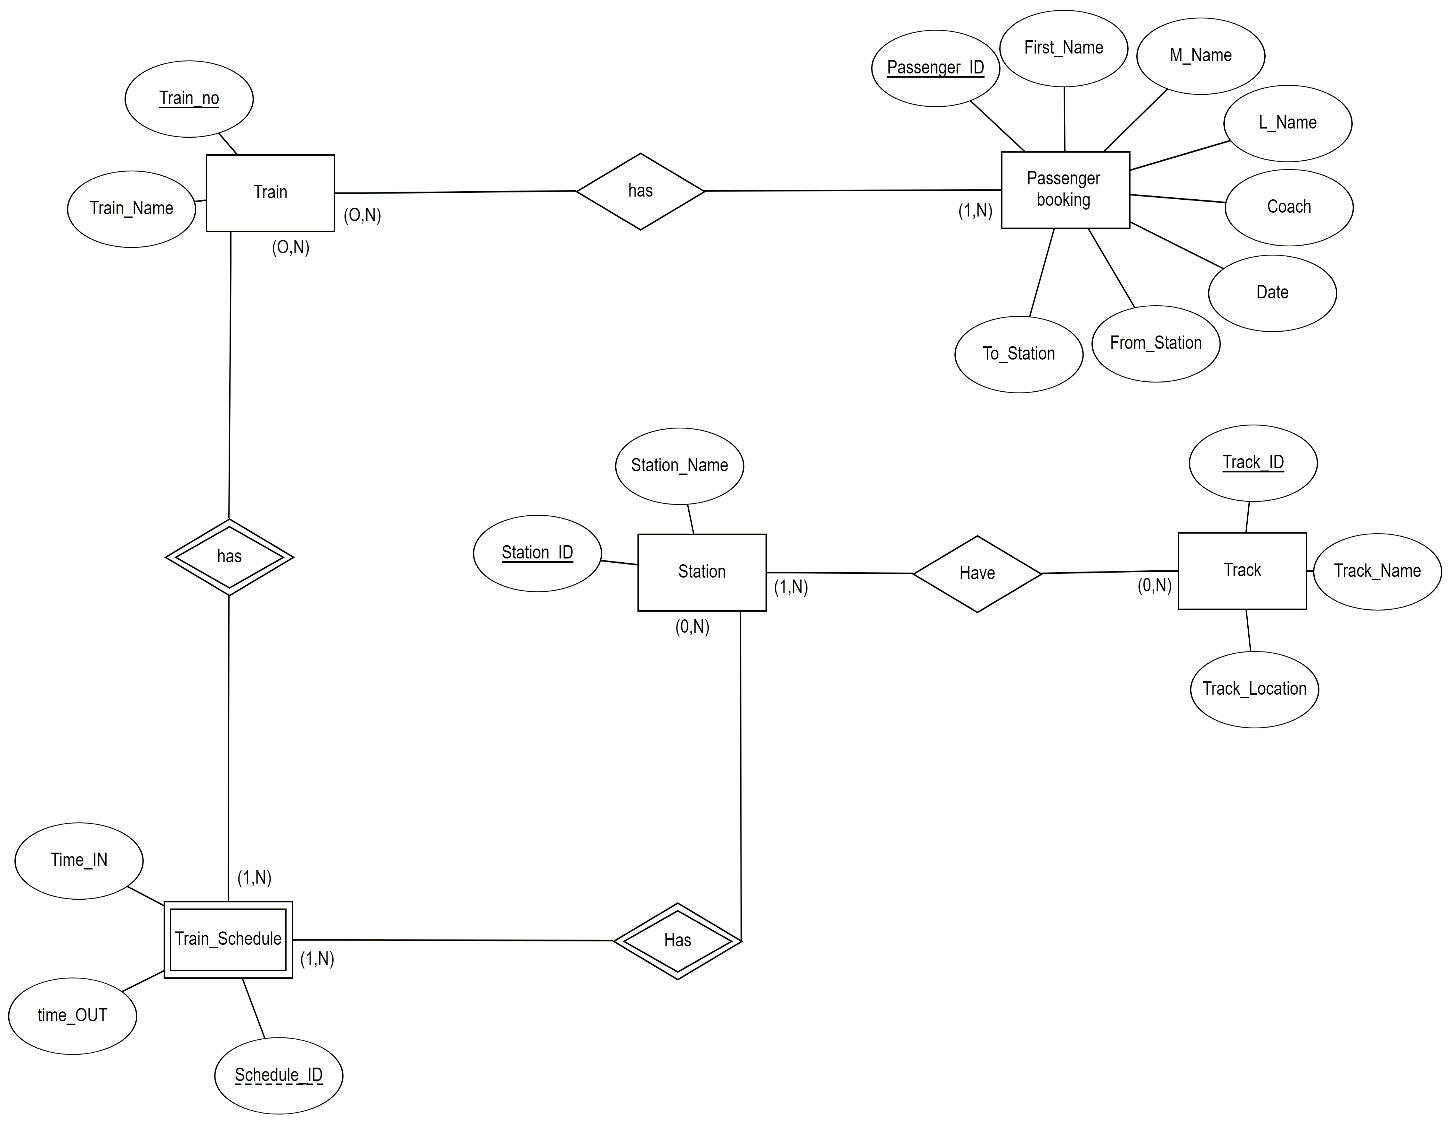 First_Name
M_Name
Passenger_ID
Train_no
L_Name
Passenger
booking
Train
has
Train_Name
Coach
(O,N)
(1,N)
(O,N)
Date
To_Station
From_Station
Station_Name
Track_ID
Station_ID
has
Station
Have
Track
Track_Name
(1,N)
(0,N)
(0,N)
Track_Location
Time_IN
(1,N)
Train_Schedule
Has
(1,N)
time_OUT
Schedule_ID